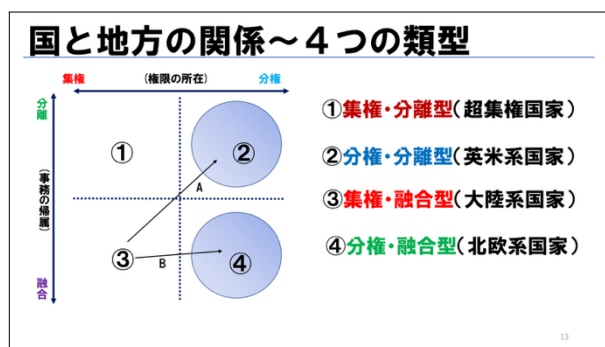 国と地方の関係～４つの類型
集権 (権限の所在) 分権
分離
(事務の帰属)
融合
①
②
A
③
B
④
①集権・分離型(超集権国家)
②分権・分離型(英米系国家)
③集権・融合型(大陸系国家)
④分権・融合型(北欧系国家)
13